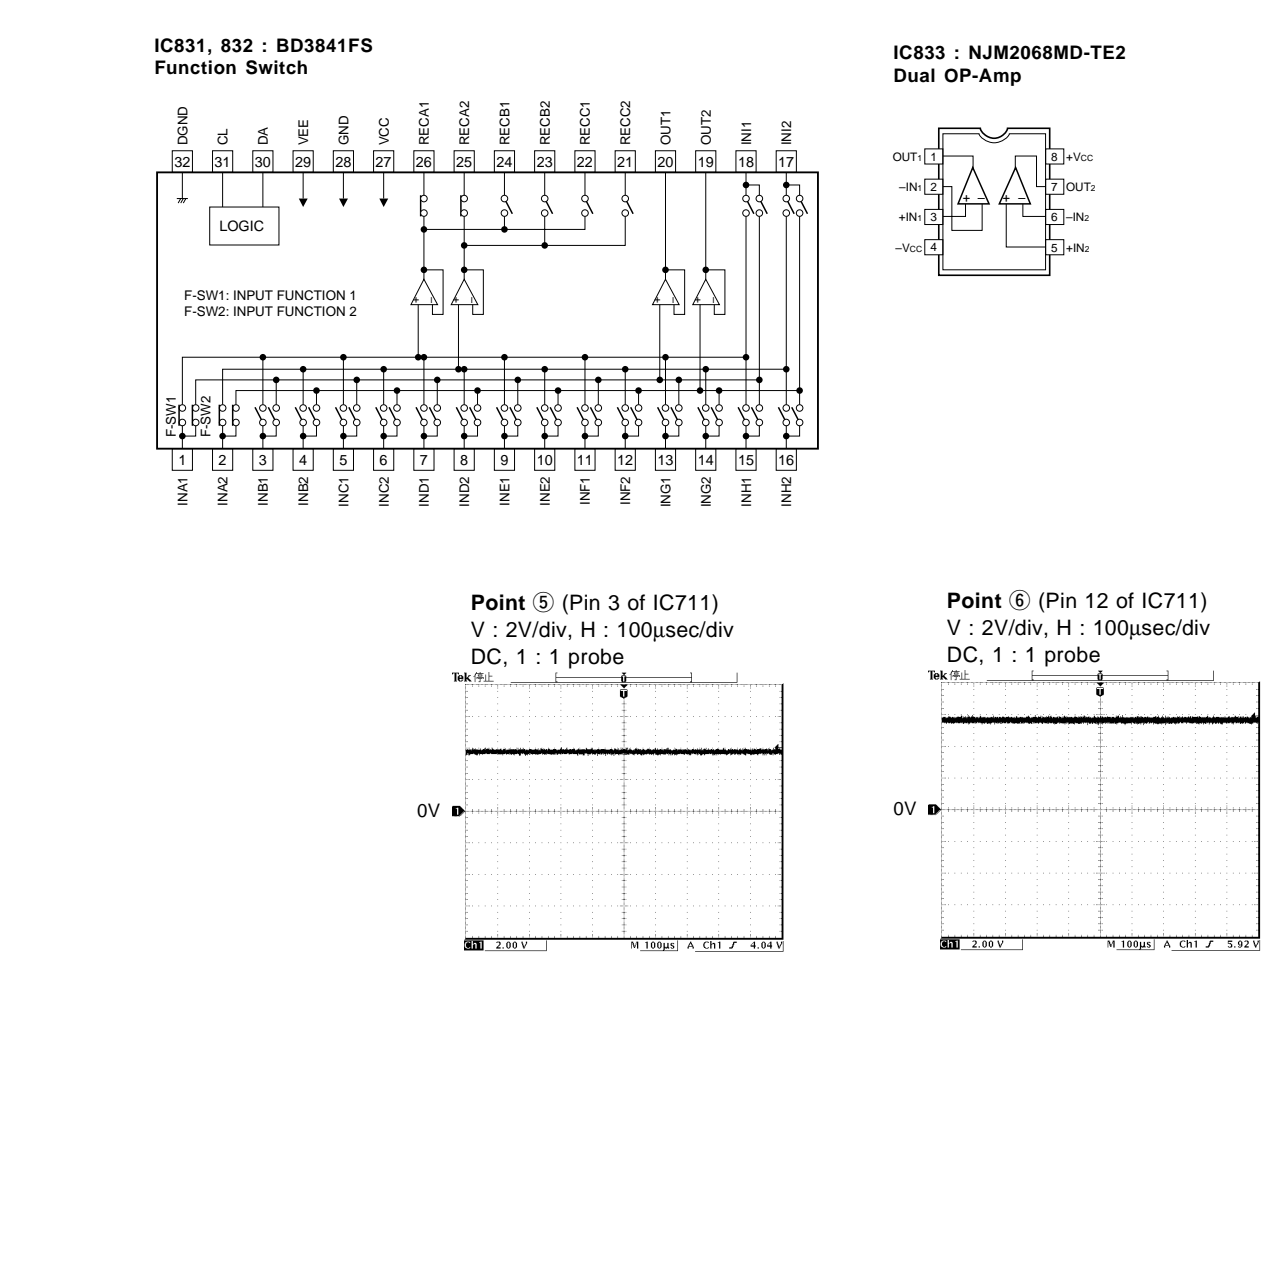 IC831, 832 : BD3841FS
Function Switch
DGND CL DA VEE GND VCC RECA1 RECA2 RECB1 RECB2 RECC1 RECC2 OUT1 OUT2 INI1 INI2
32 31 30 29 28 27 26 25 24 23 22 21 20 19 18 17
LOGIC
F-SW1: INPUT FUNCTION 1
F-SW2: INPUT FUNCTION 2
+ – + – + – + –
F-SW1 F-SW2
1 2 3 4 5 6 7 8 9 10 11 12 13 14 15 16
INA1 INA2 INB1 INB2 INC1 INC2 IND1 IND2 INE1 INE2 INF1 INF2 ING1 ING2 INH1 INH2
IC833 : NJM2068MD-TE2
Dual OP-Amp
OUT1 1 8 +VCC
–IN1 2 7 OUT2
+ – + –
+IN1 3 6 –IN2
–VCC 4 5 +IN2
Point ⑤ (Pin 3 of IC711)
V : 2V/div, H : 100µsec/div
DC, 1 : 1 probe
Tek 停止
T
0V 1
Ch1 2.00 V M 100µs A Ch1 4.04 V
Point ⑥ (Pin 12 of IC711)
V : 2V/div, H : 100µsec/div
DC, 1 : 1 probe
Tek 停止
T
0V 1
Ch1 2.00 V M 100µs A Ch1 5.92 V